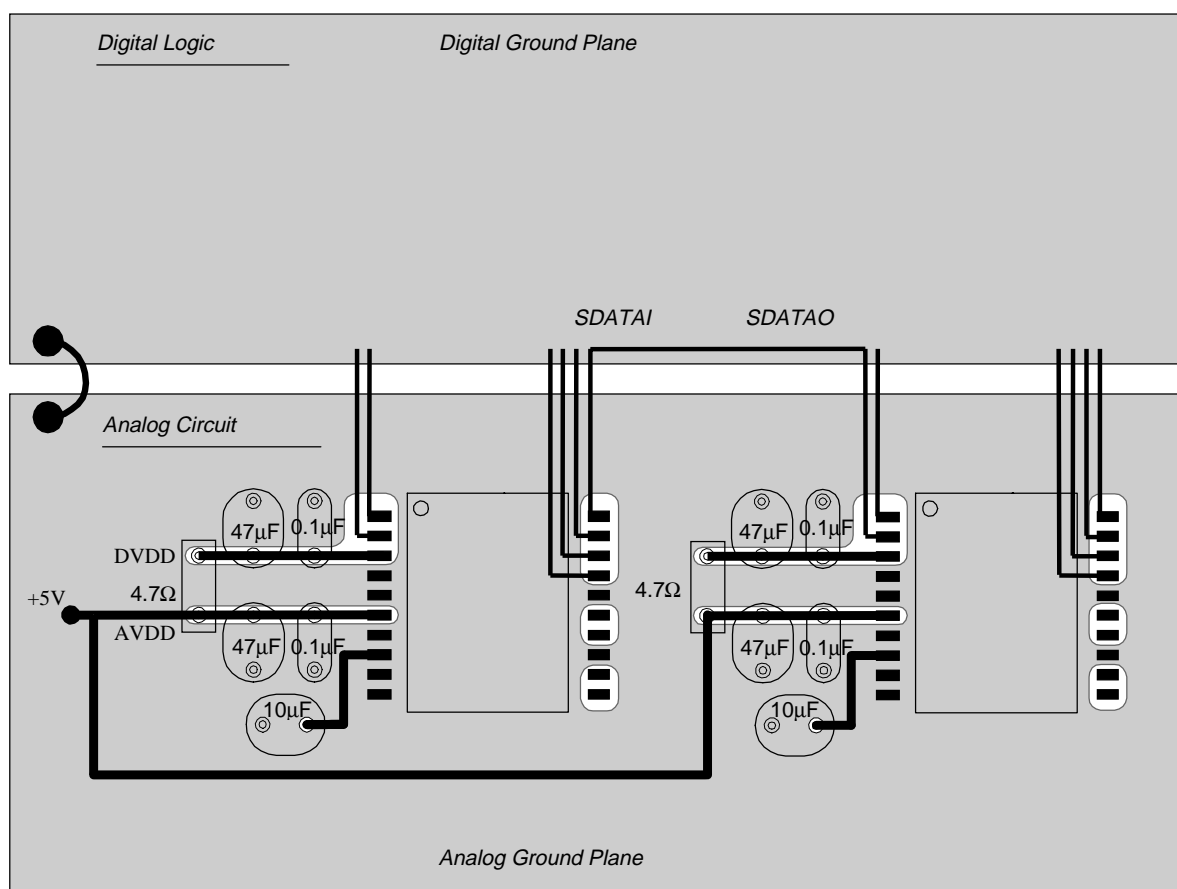 Digital Logic
Digital Ground Plane
SDATAI
SDATAO
Analog Circuit
47μF
0.1μF
DVDD
4.7Ω
+5V
AVDD
47μF
0.1μF
10μF
47μF
0.1μF
4.7Ω
47μF
0.1μF
10μF
Analog Ground Plane